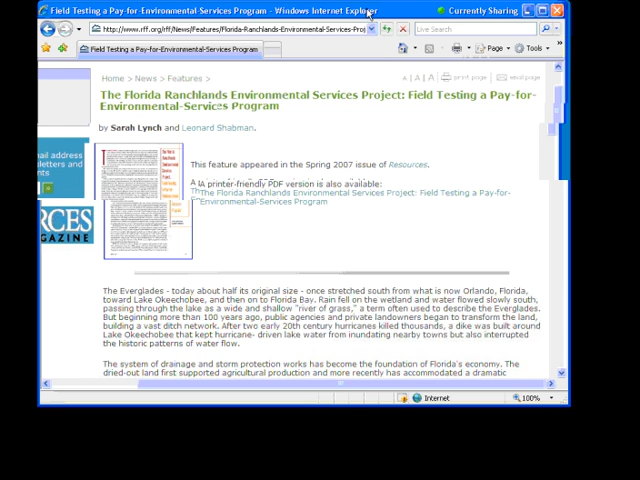 Field Testing a Pay-for-Environmental-Services Program - Windows Internet Explorer
Currently Sharing
http://www.rff.org/rff/News/Features/Florida-Ranchlands-Environmental-Services-Proj
Live Search
Field Testing a Pay-for-Environmental-Services Program
Page
Tools
Home > News > Features >
A A A
print page
email page
The Florida Ranchlands Environmental Services Project: Field Testing a Pay-for-
Environmental-Services Program
by Sarah Lynch and Leonard Shabman.
mail address
wsletters and
nts
This feature appeared in the Spring 2007 issue of Resources.
A printer-friendly PDF version is also available:
The Florida Ranchlands Environmental Services Project: Field Testing a Pay-for-
Environmental-Services Program
RCES
AGAZINE
The Everglades - today about half its original size - once stretched south from what is now Orlando, Florida,
toward Lake Okeechobee, and then on to Florida Bay. Rain fell on the wetland and water flowed slowly south,
passing through the lake as a wide and shallow "river of grass," a term often used to describe the Everglades.
But beginning more than 100 years ago, public agencies and private landowners began to transform the land,
building a vast ditch network. After two early 20th century hurricanes killed thousands, a dike was built around
Lake Okeechobee that kept hurricane- driven lake water from inundating nearby towns but also interrupted
the historic patterns of water flow.
The system of drainage and storm protection works has become the foundation of Florida's economy. The
dried-out land first supported agricultural production and more recently has accommodated a dramatic
Internet
100%